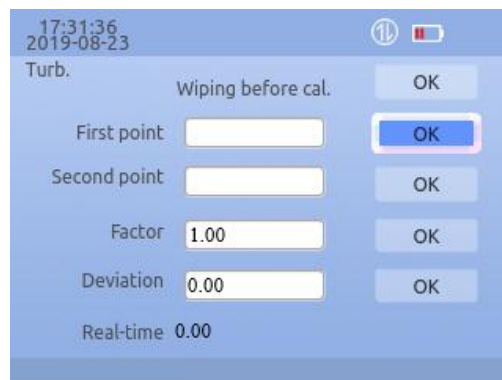 17:31:36
2019-08-23
Turb.
Wiping before cal. OK
First point OK
Second point OK
Factor 1.00 OK
Deviation 0.00 OK
Real-time 0.00